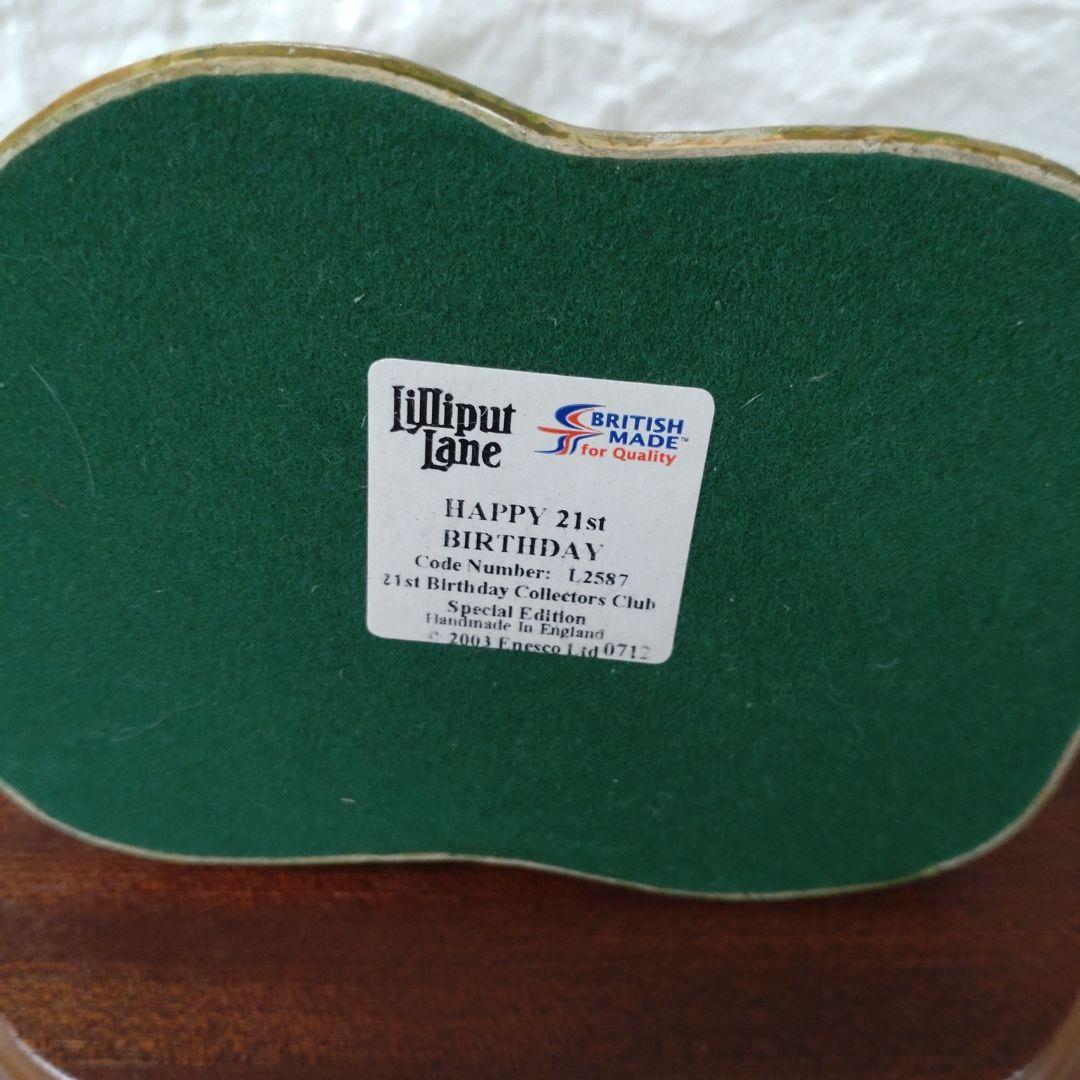 Lilliput
Lane
BRITISH
MADE™
for Quality
HAPPY 21st
BIRTHDAY
Code Number: L2587
21st Birthday Collectors Club
Special Edition
Handmade In England
© 2003 Enesco Ltd 0712